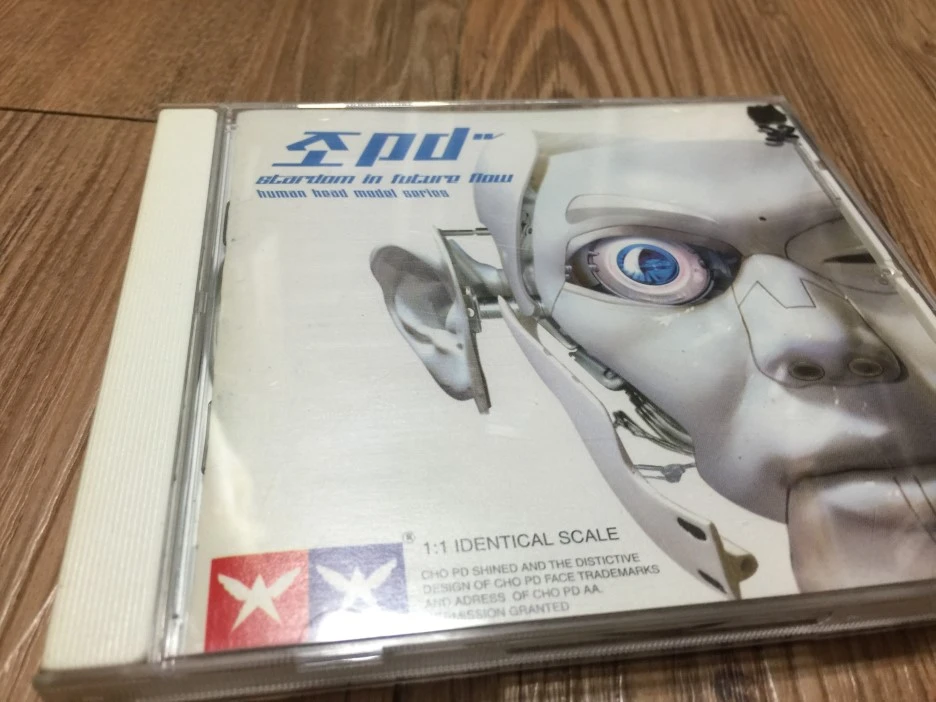 조pd
stardom in future flow
human head model series
®
1:1 IDENTICAL SCALE
CHO PD SHINED AND THE DISTICTIVE
DESIGN OF CHO PD FACE TRADEMARKS
AND ADRESS OF CHO PD AA.
PERMISSION GRANTED